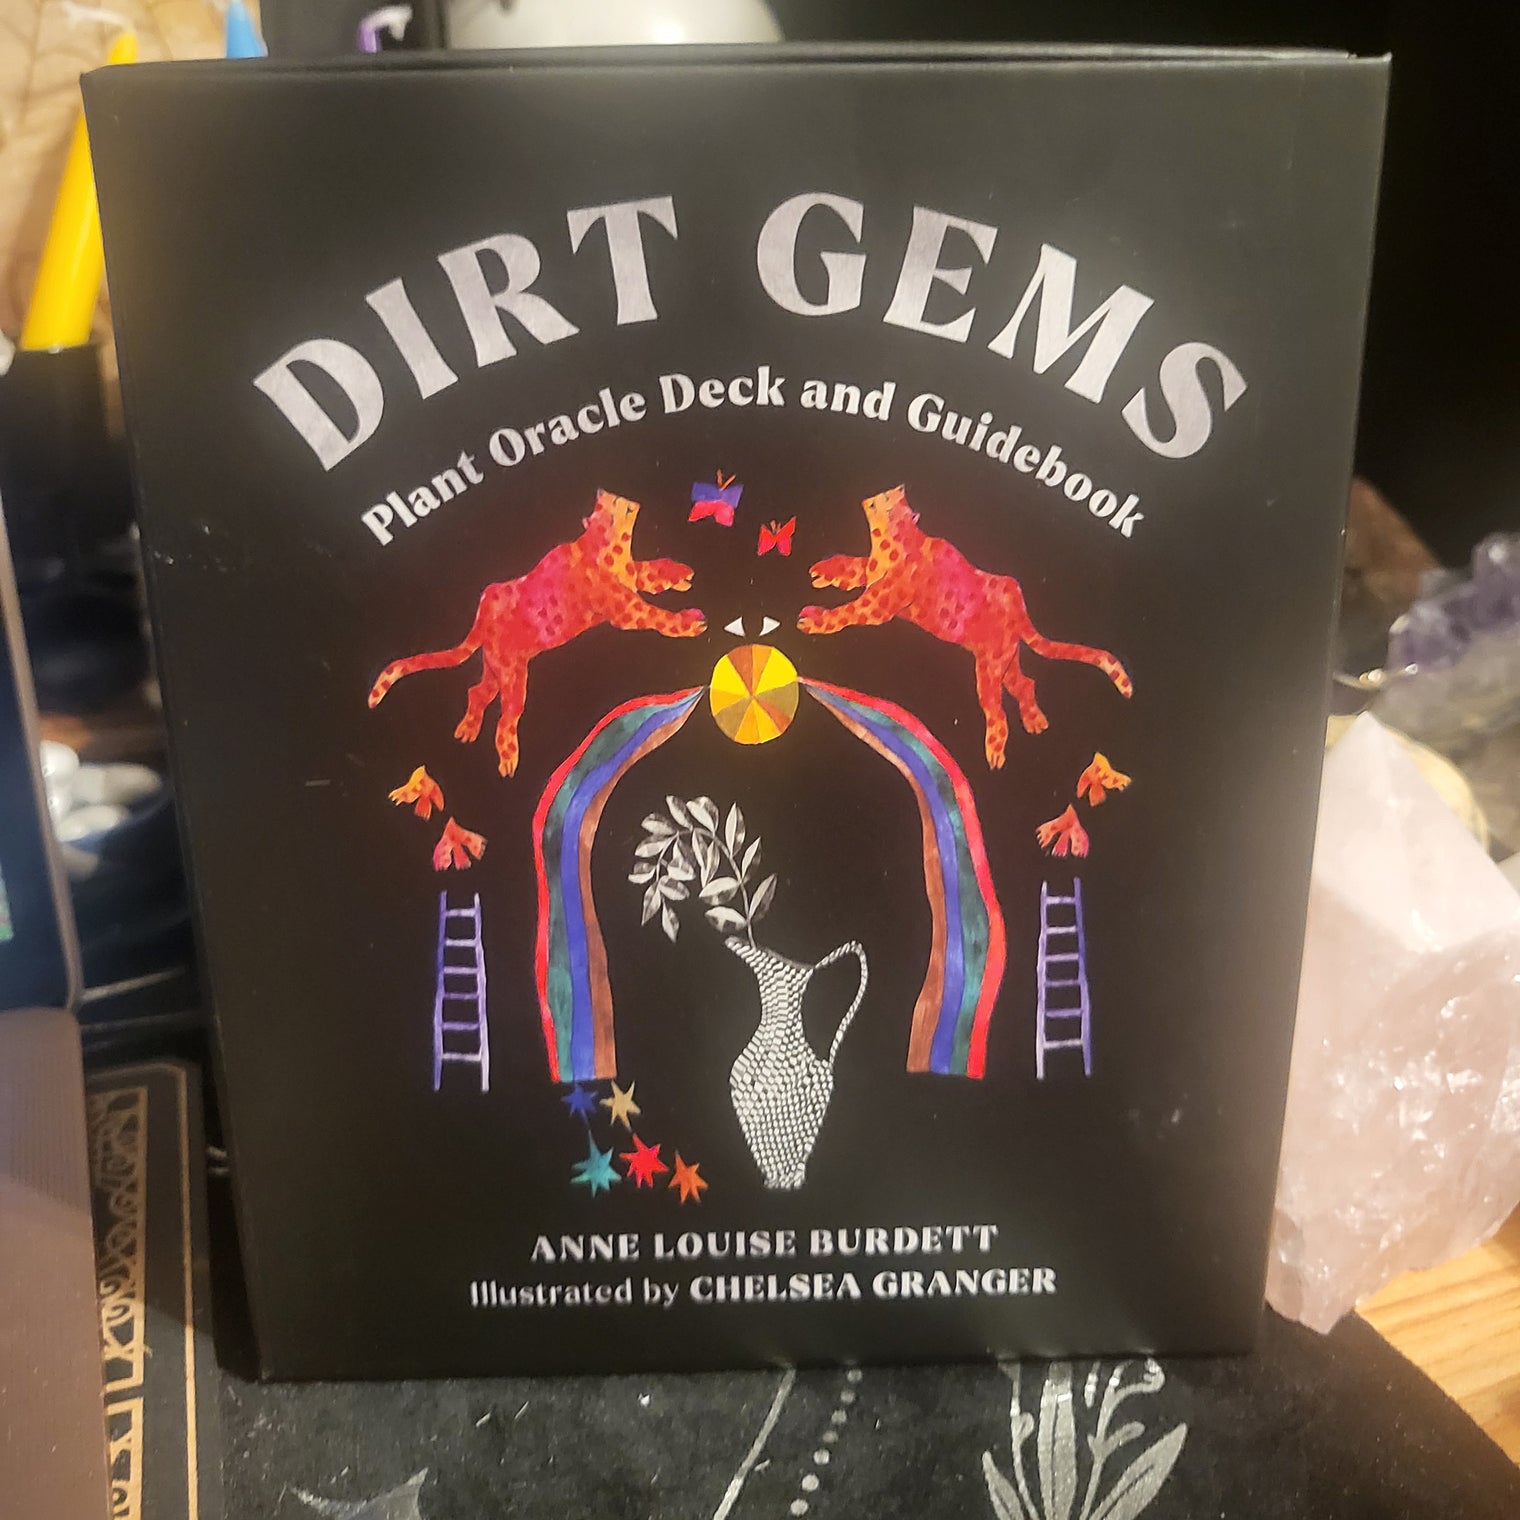 DIRT GEMS
Plant Oracle Deck and Guidebook
ANNE LOUISE BURDETT
Illustrated by CHELSEA GRANGER